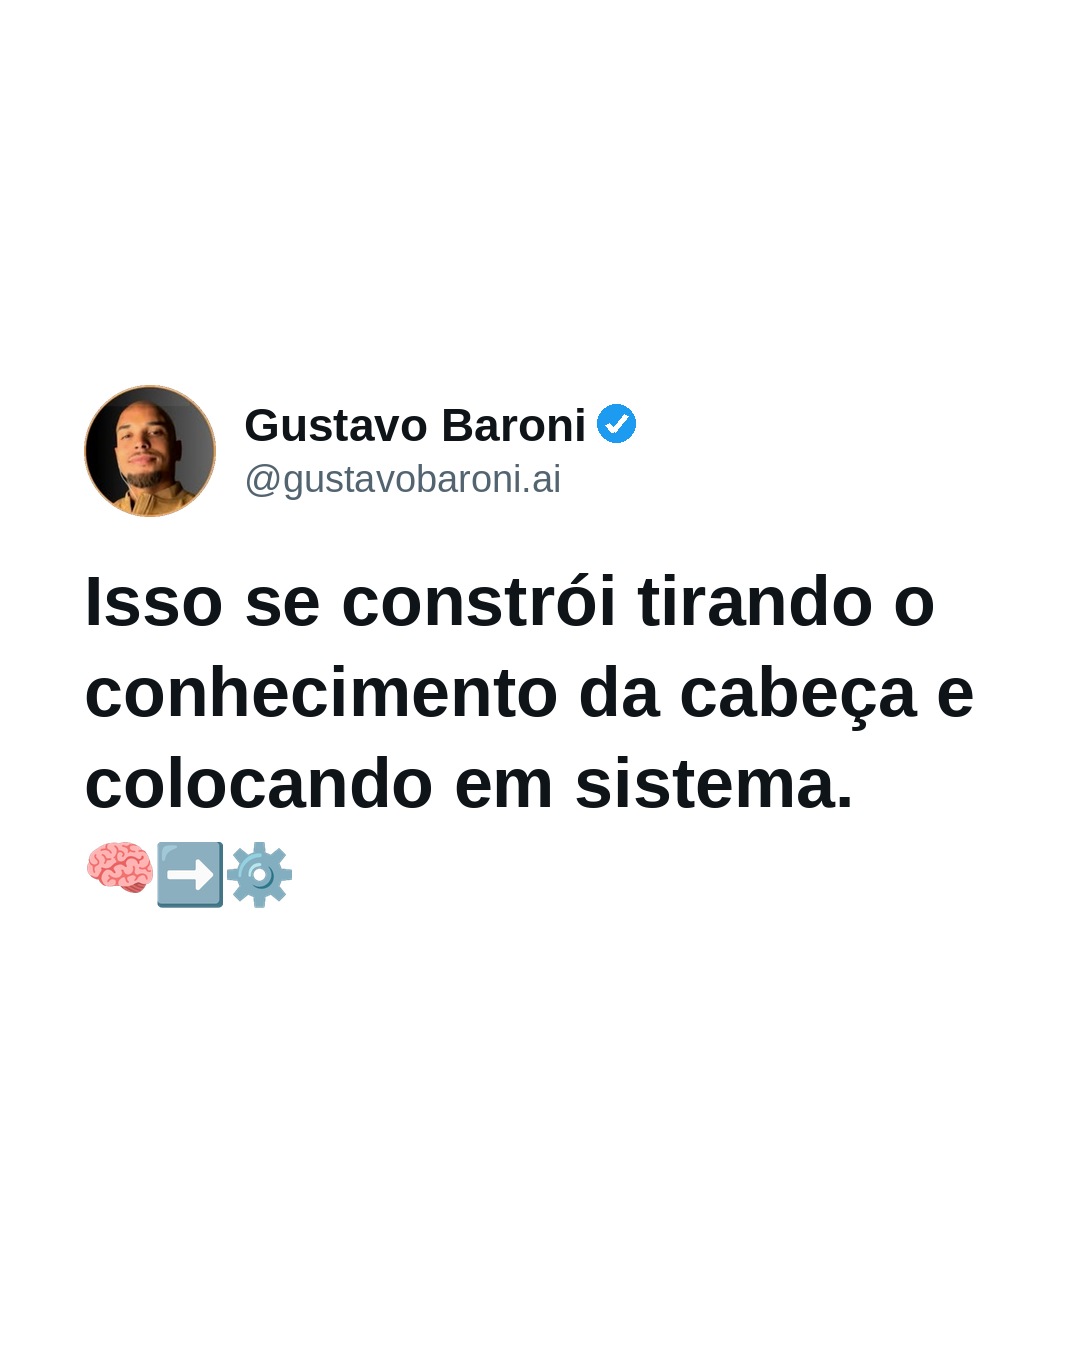 Gustavo Baroni
@gustavobaroni.ai
Isso se constrói tirando o
conhecimento da cabeça e
colocando em sistema.
🧠➡️⚙️